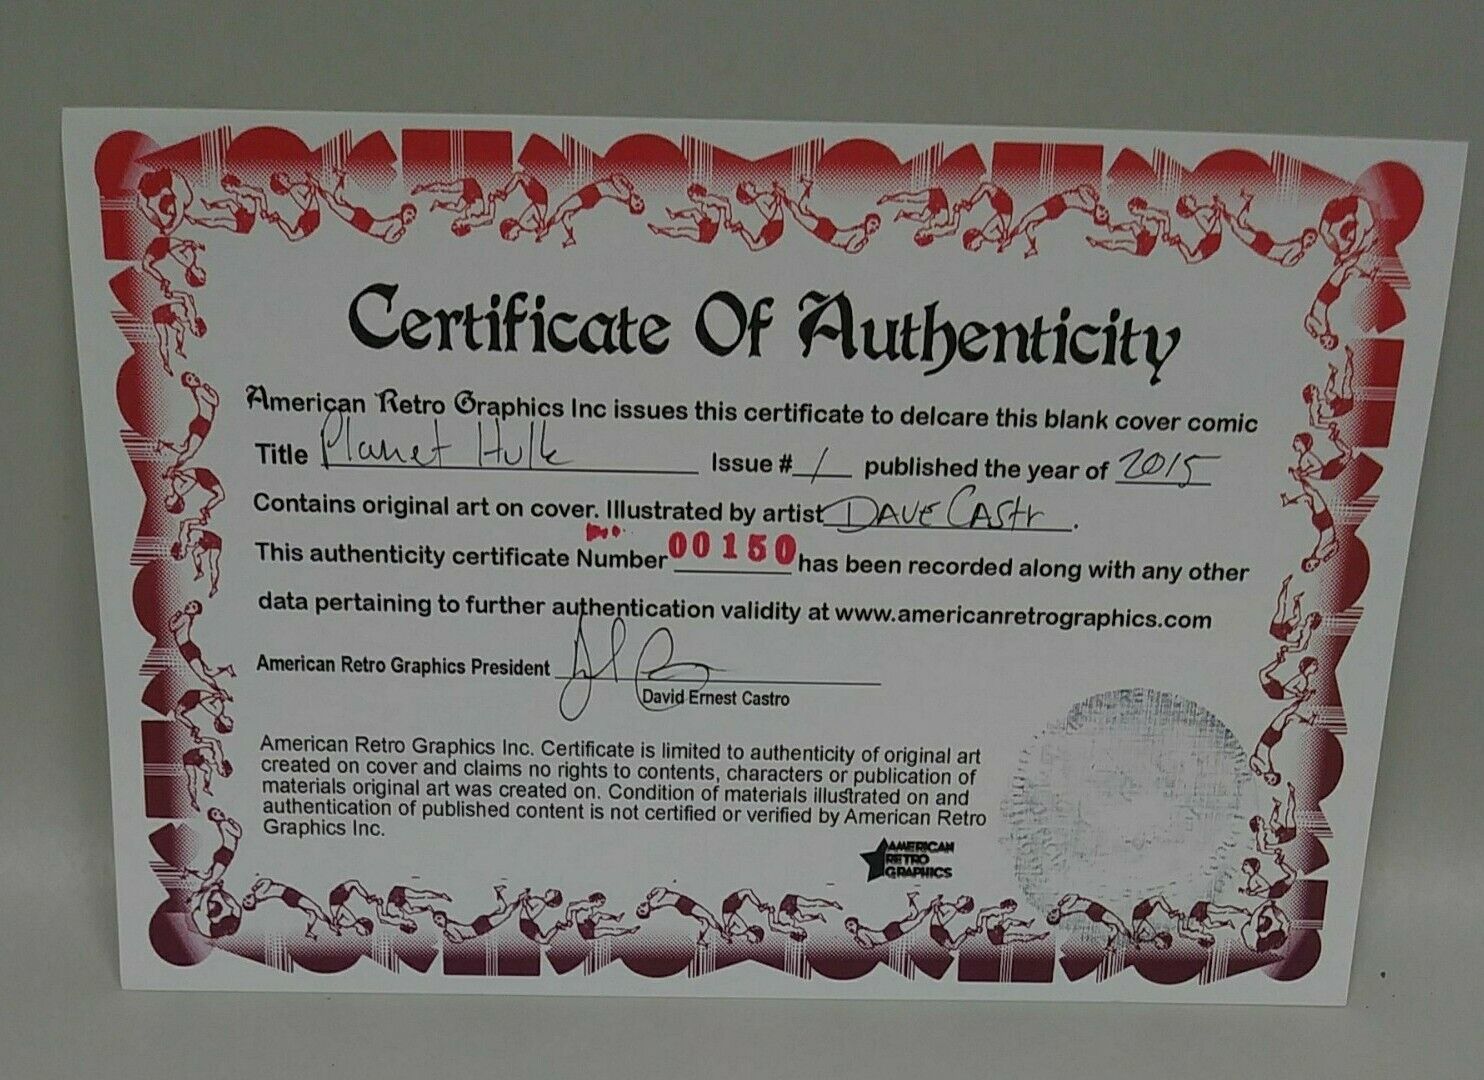 Certificate Of Authenticity
American Retro Graphics Inc issues this certificate to delcare this blank cover comic
Title Planet Hulk Issue # 1 published the year of 2015
Contains original art on cover. Illustrated by artist DAVE CAStr.
This authenticity certificate Number 00150 has been recorded along with any other
data pertaining to further authentication validity at www.americanretrographics.com
American Retro Graphics President
David Ernest Castro
American Retro Graphics Inc. Certificate is limited to authenticity of original art
created on cover and claims no rights to contents, characters or publication of
materials original art was created on. Condition of materials illustrated on and
authentication of published content is not certified or verified by American Retro
Graphics Inc.
AMERICAN
RETRO
GRAPHICS